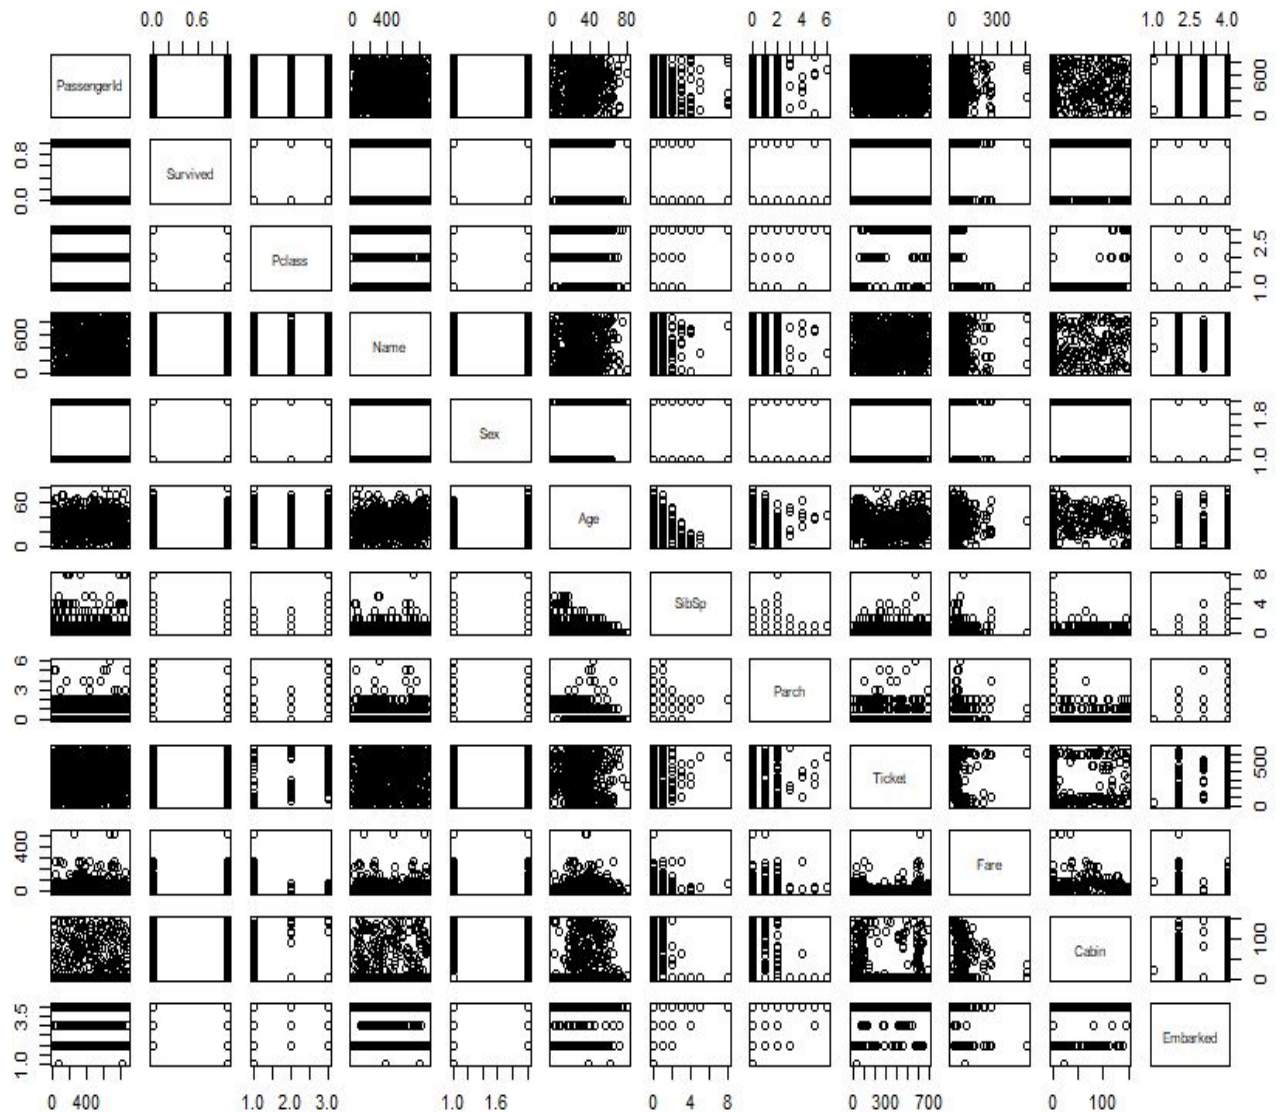 0.0 0.6 0 400 0 40 80 0 2 4 6 0 300 1.0 2.5 4.0
PassengerId
0 600
0.0 0.8
Survived
Pclass
1.0 2.5
0 600
Name
Sex
1.0 1.8
0 60
Age
SibSp
0 4 8
0 3 6
Parch
Ticket
0 500
0 400
Fare
Cabin
0 100
1.0 3.5
Embarked
0 400 1.0 2.0 3.0 1.0 1.6 0 4 8 0 300 700 0 100